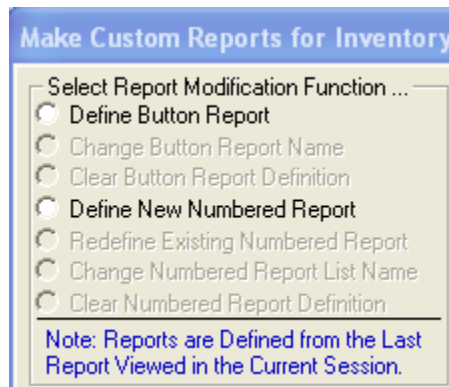 Make Custom Reports for Inventory
Select Report Modification Function ...
Define Button Report
Change Button Report Name
Clear Button Report Definition
Define New Numbered Report
Redefine Existing Numbered Report
Change Numbered Report List Name
Clear Numbered Report Definition
Note: Reports are Defined from the Last
Report Viewed in the Current Session.